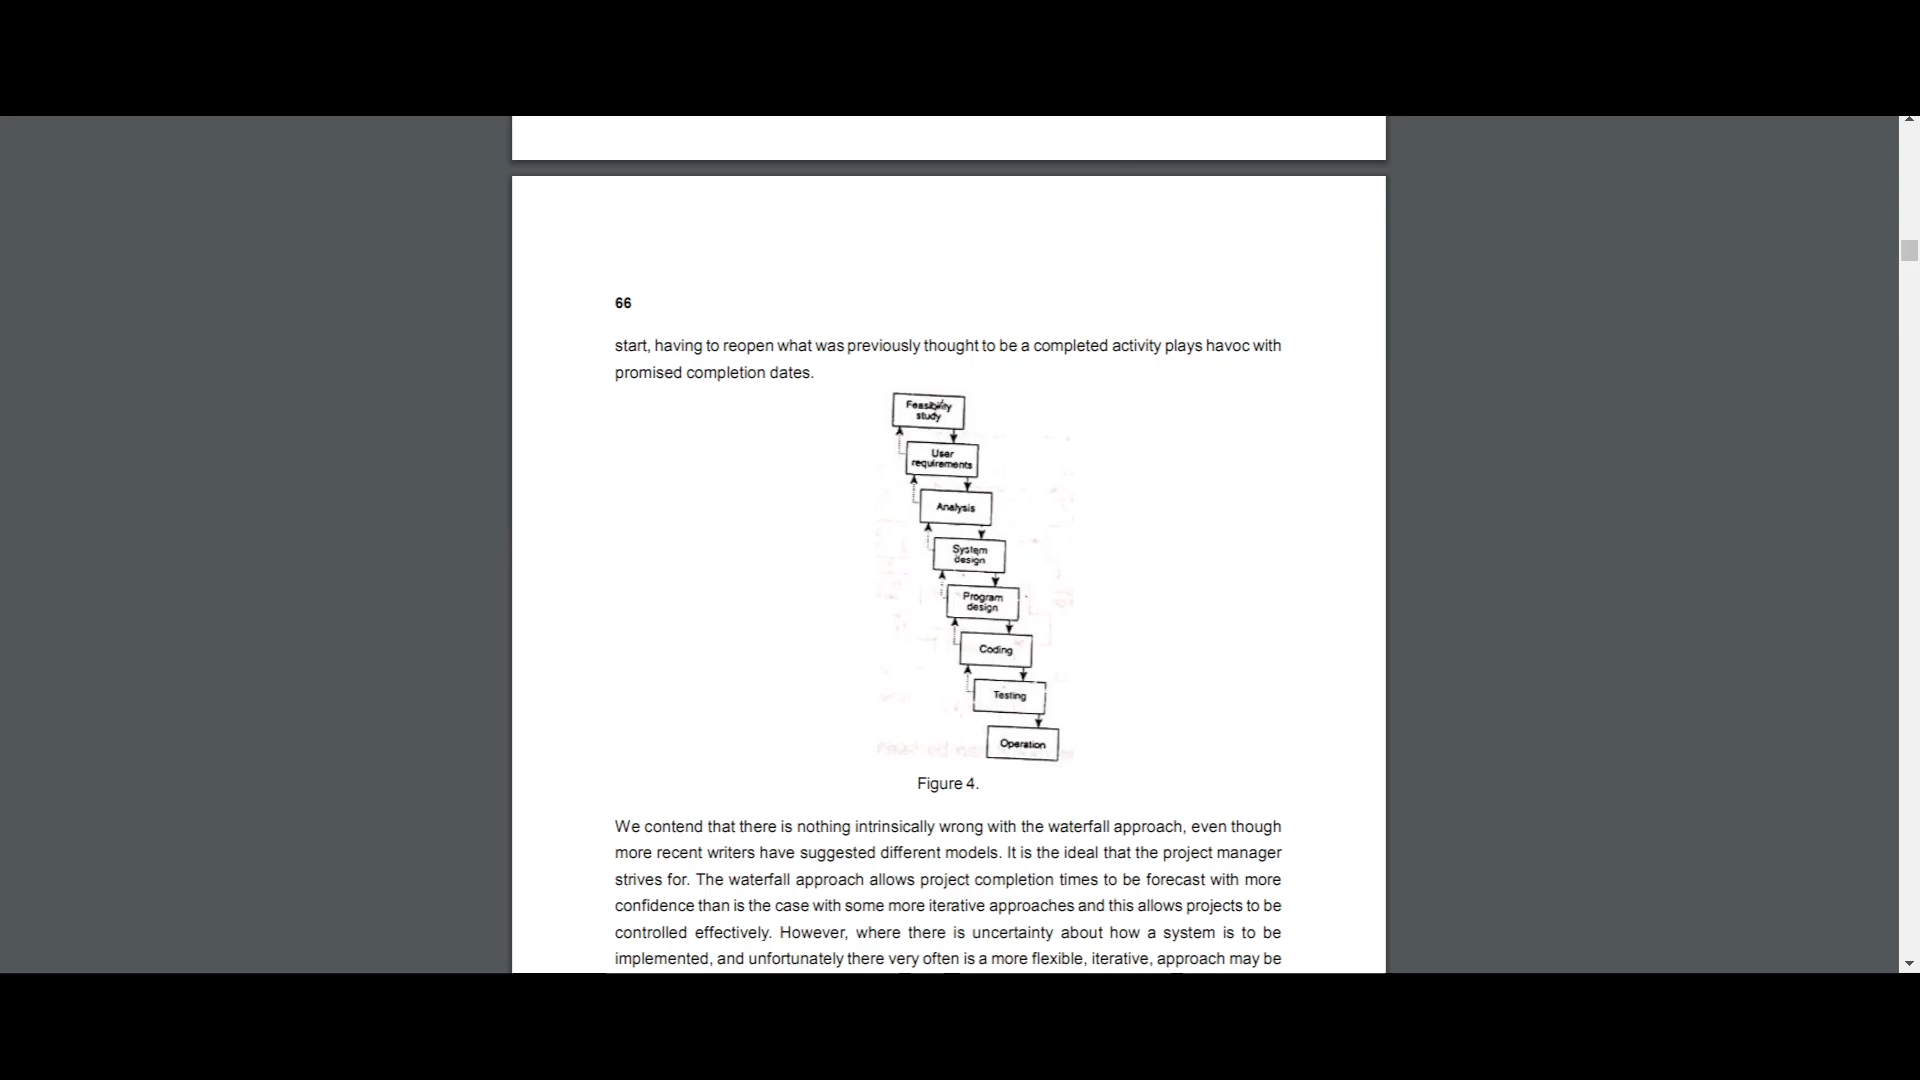 66
start, having to reopen what was previously thought to be a completed activity plays havoc with
promised completion dates.
Feasibility
study
User
requirements
Analysis
System
design
Program
design
Coding
Testing
Operation
Figure 4.
We contend that there is nothing intrinsically wrong with the waterfall approach, even though
more recent writers have suggested different models. It is the ideal that the project manager
strives for. The waterfall approach allows project completion times to be forecast with more
confidence than is the case with some more iterative approaches and this allows projects to be
controlled effectively. However, where there is uncertainty about how a system is to be
implemented, and unfortunately there very often is a more flexible, iterative, approach may be